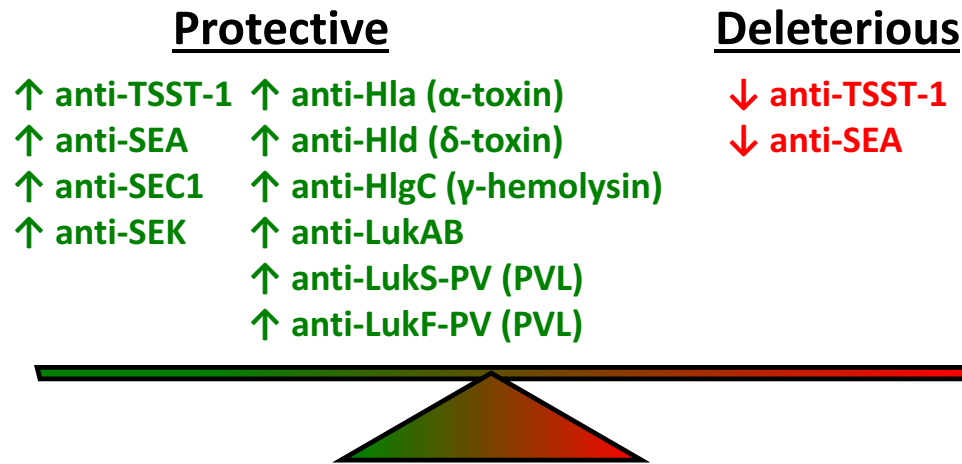 Protective
Deleterious
↑ anti-TSST-1 ↑ anti-Hla (α-toxin)
↑ anti-SEA ↑ anti-Hld (δ-toxin)
↑ anti-SEC1 ↑ anti-HlgC (γ-hemolysin)
↑ anti-SEK ↑ anti-LukAB
↑ anti-LukS-PV (PVL)
↑ anti-LukF-PV (PVL)
↓ anti-TSST-1
↓ anti-SEA